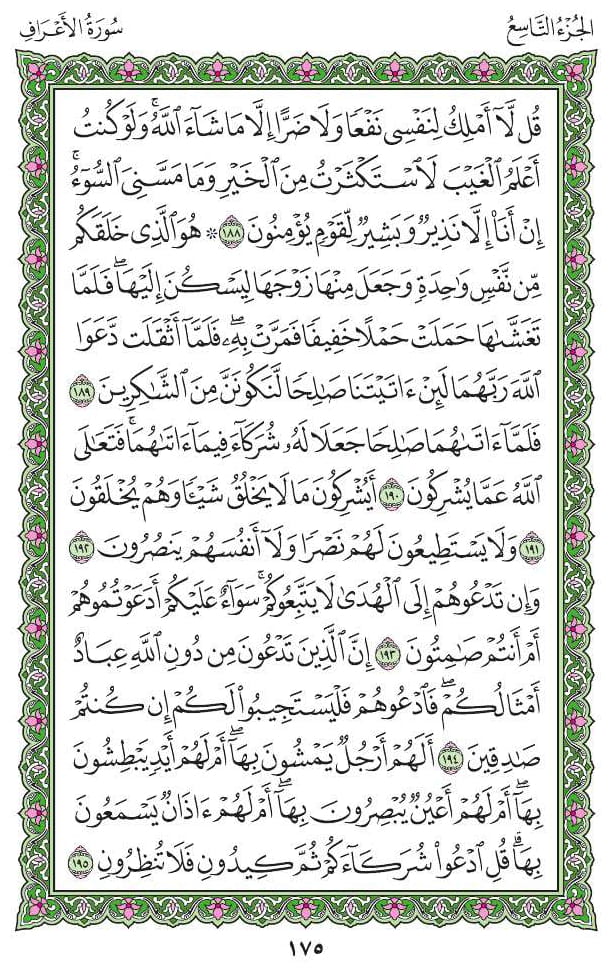 الجُزْءُ التَّاسِعُ
سُورَةُ الأَعْرَافِ
قُل لَّآ أَمۡلِكُ لِنَفۡسِي نَفۡعٗا وَلَا ضَرًّا إِلَّا مَا شَآءَ ٱللَّهُۚ وَلَوۡ كُنتُ
أَعۡلَمُ ٱلۡغَيۡبَ لَٱسۡتَكۡثَرۡتُ مِنَ ٱلۡخَيۡرِ وَمَا مَسَّنِيَ ٱلسُّوٓءُۚ
إِنۡ أَنَا۠ إِلَّا نَذِيرٞ وَبَشِيرٞ لِّقَوۡمٖ يُؤۡمِنُونَ ١٨٨ ۞ هُوَ ٱلَّذِي خَلَقَكُم
مِّن نَّفۡسٖ وَٰحِدَةٖ وَجَعَلَ مِنۡهَا زَوۡجَهَا لِيَسۡكُنَ إِلَيۡهَاۖ فَلَمَّا
تَغَشَّىٰهَا حَمَلَتۡ حَمۡلًا خَفِيفٗا فَمَرَّتۡ بِهِۦۖ فَلَمَّآ أَثۡقَلَت دَّعَوَا
ٱللَّهَ رَبَّهُمَا لَئِنۡ ءَاتَيۡتَنَا صَٰلِحٗا لَّنَكُونَنَّ مِنَ ٱلشَّٰكِرِينَ ١٨٩
فَلَمَّآ ءَاتَىٰهُمَا صَٰلِحٗا جَعَلَا لَهُۥ شُرَكَآءَ فِيمَآ ءَاتَىٰهُمَاۚ فَتَعَٰلَى
ٱللَّهُ عَمَّا يُشۡرِكُونَ ١٩٠ أَيُشۡرِكُونَ مَا لَا يَخۡلُقُ شَيۡـٔٗا وَهُمۡ يُخۡلَقُونَ
١٩١ وَلَا يَسۡتَطِيعُونَ لَهُمۡ نَصۡرٗا وَلَآ أَنفُسَهُمۡ يَنصُرُونَ ١٩٢
وَإِن تَدۡعُوهُمۡ إِلَى ٱلۡهُدَىٰ لَا يَتَّبِعُوكُمۡۚ سَوَآءٌ عَلَيۡكُمۡ أَدَعَوۡتُمُوهُمۡ
أَمۡ أَنتُمۡ صَٰمِتُونَ ١٩٣ إِنَّ ٱلَّذِينَ تَدۡعُونَ مِن دُونِ ٱللَّهِ عِبَادٌ
أَمۡثَالُكُمۡۖ فَٱدۡعُوهُمۡ فَلۡيَسۡتَجِيبُواْ لَكُمۡ إِن كُنتُمۡ
صَٰدِقِينَ ١٩٤ أَلَهُمۡ أَرۡجُلٞ يَمۡشُونَ بِهَآۖ أَمۡ لَهُمۡ أَيۡدٖ يَبۡطِشُونَ
بِهَآۖ أَمۡ لَهُمۡ أَعۡيُنٞ يُبۡصِرُونَ بِهَآۖ أَمۡ لَهُمۡ ءَاذَانٞ يَسۡمَعُونَ
بِهَاۗ قُلِ ٱدۡعُواْ شُرَكَآءَكُمۡ ثُمَّ كِيدُونِ فَلَا تُنظِرُونِ ١٩٥
١٧٥